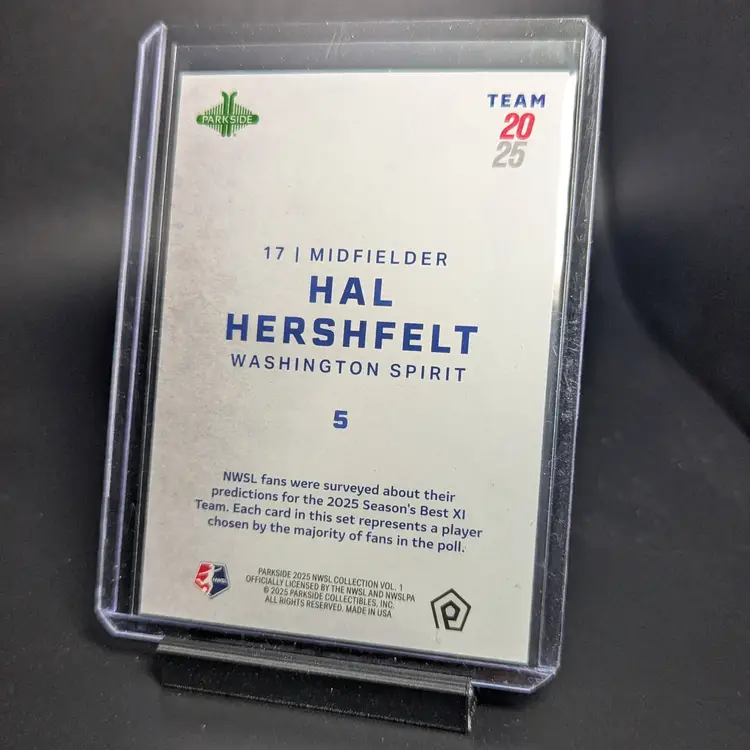 PARKSIDE
TEAM
20
25
17 | MIDFIELDER
HAL
HERSHFELT
WASHINGTON SPIRIT
5
NWSL fans were surveyed about their
predictions for the 2025 Season's Best XI
Team. Each card in this set represents a player
chosen by the majority of fans in the poll.
NWSL
PARKSIDE 2025 NWSL COLLECTION VOL. 1
OFFICIALLY LICENSED BY THE NWSL AND NWSLPA
© 2025 PARKSIDE COLLECTIBLES, INC.
ALL RIGHTS RESERVED. MADE IN USA